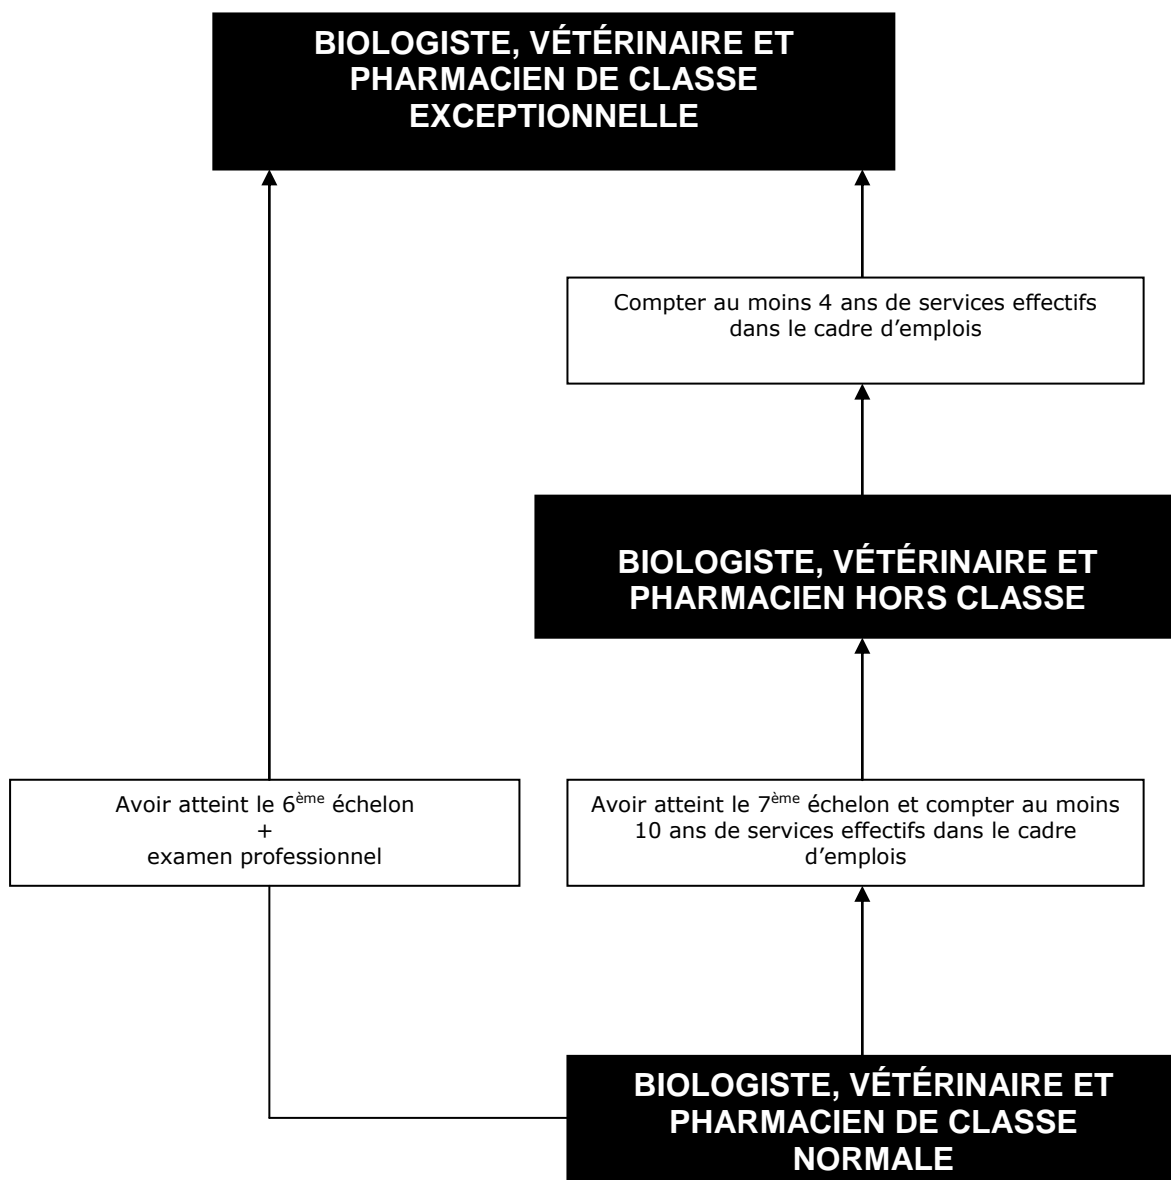 BIOLOGISTE, VÉTÉRINAIRE ET
PHARMACIEN DE CLASSE
EXCEPTIONNELLE
Compter au moins 4 ans de services effectifs
dans le cadre d’emplois
BIOLOGISTE, VÉTÉRINAIRE ET
PHARMACIEN HORS CLASSE
Avoir atteint le 6ème échelon
+
examen professionnel
Avoir atteint le 7ème échelon et compter au moins
10 ans de services effectifs dans le cadre
d’emplois
BIOLOGISTE, VÉTÉRINAIRE ET
PHARMACIEN DE CLASSE
NORMALE